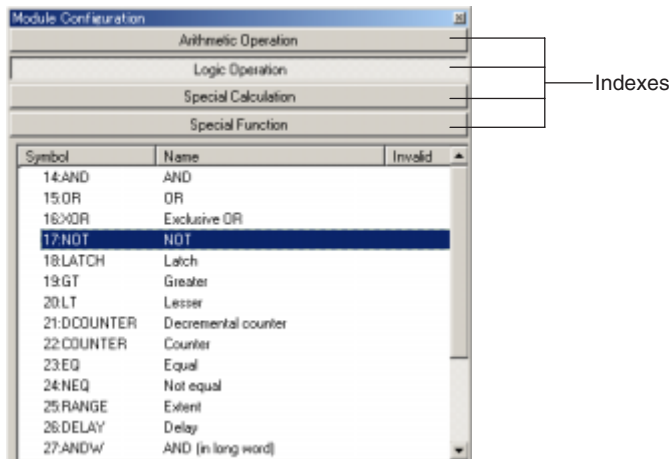 Module Configuration
Arithmetic Operation
Logic Operation
Special Calculation
Special Function
Indexes
Symbol Name Invalid
14:AND AND
15:OR OR
16:XOR Exclusive OR
17:NOT NOT
18:LATCH Latch
19:GT Greater
20:LT Lesser
21:DCOUNTER Decremental counter
22:COUNTER Counter
23:EQ Equal
24:NEQ Not equal
25:RANGE Extent
26:DELAY Delay
27:ANDW AND (in long word)